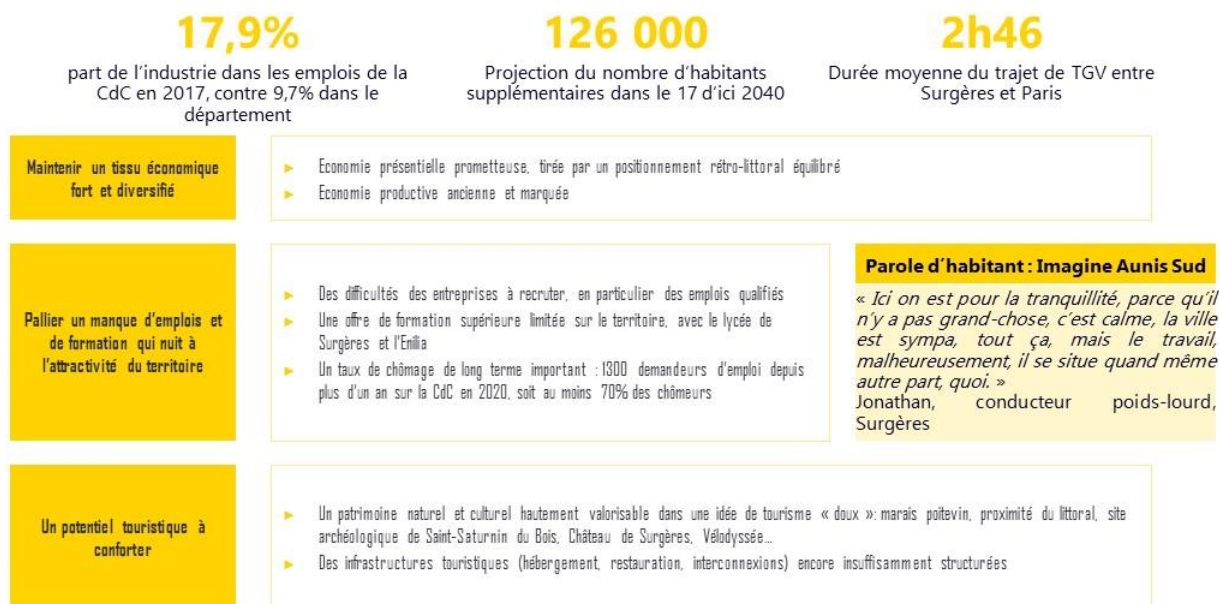 17,9%
part de l'industrie dans les emplois de la
CdC en 2017, contre 9,7% dans le
département
126 000
Projection du nombre d'habitants
supplémentaires dans le 17 d'ici 2040
2h46
Durée moyenne du trajet de TGV entre
Surgères et Paris
Maintenir un tissu économique
fort et diversifié
► Economie présentielle prometteuse, tirée par un positionnement rétro-littoral équilibré
► Economie productive ancienne et marquée
Pallier un manque d'emplois et
de formation qui nuit à
l'attractivité du territoire
► Des difficultés des entreprises à recruter, en particulier des emplois qualifiés
► Une offre de formation supérieure limitée sur le territoire, avec le lycée de
Surgères et l'Enilia
► Un taux de chômage de long terme important : 1300 demandeurs d'emploi depuis
plus d'un an sur la CdC en 2020, soit au moins 70% des chômeurs
Parole d'habitant : Imagine Aunis Sud
« Ici on est pour la tranquillité, parce qu'il
n'y a pas grand-chose, c'est calme, la ville
est sympa, tout ça, mais le travail,
malheureusement, il se situe quand même
autre part, quoi. »
Jonathan, conducteur poids-lourd,
Surgères
Un potentiel touristique à
conforter
► Un patrimoine naturel et culturel hautement valorisable dans une idée de tourisme « doux »: marais poitevin, proximité du littoral, site
archéologique de Saint-Saturnin du Bois, Château de Surgères, Vélodyssée...
► Des infrastructures touristiques (hébergement, restauration, interconnexions) encore insuffisamment structurées